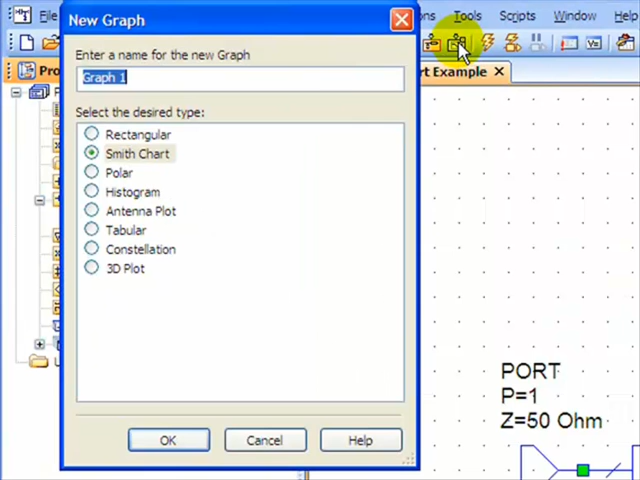 New Graph
File
ons Tools Scripts Window Help
Enter a name for the new Graph
Graph 1
Pro
rt Example
Select the desired type:
Rectangular
Smith Chart
Polar
Histogram
Antenna Plot
Tabular
Constellation
3D Plot
PORT
P=1
Z=50 Ohm
OK Cancel Help